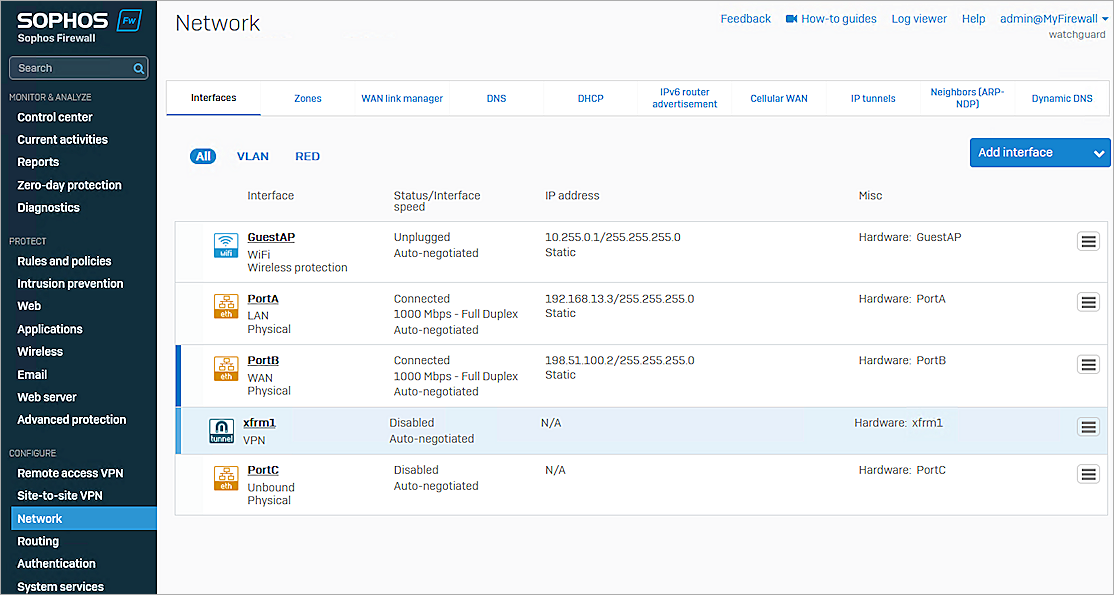 SOPHOS Fw
Sophos Firewall
Search
MONITOR & ANALYZE
Control center
Current activities
Reports
Zero-day protection
Diagnostics
PROTECT
Rules and policies
Intrusion prevention
Web
Applications
Wireless
Email
Web server
Advanced protection
CONFIGURE
Remote access VPN
Site-to-site VPN
Network
Routing
Authentication
System services
Network
Feedback How-to guides Log viewer Help admin@MyFirewall
watchguard
Interfaces Zones WAN link manager DNS DHCP IPv6 router advertisement Cellular WAN IP tunnels Neighbors (ARP-NDP) Dynamic DNS
All VLAN RED
Add interface
Interface Status/Interface speed IP address Misc
wifi GuestAP Unplugged 10.255.0.1/255.255.255.0 Hardware: GuestAP
WiFi Auto-negotiated Static
Wireless protection
eth PortA Connected 192.168.13.3/255.255.255.0 Hardware: PortA
LAN 1000 Mbps - Full Duplex Static
Physical Auto-negotiated
eth PortB Connected 198.51.100.2/255.255.255.0 Hardware: PortB
WAN 1000 Mbps - Full Duplex Static
Physical Auto-negotiated
tunnel xfrm1 Disabled N/A Hardware: xfrm1
VPN Auto-negotiated
eth PortC Disabled N/A Hardware: PortC
Unbound Auto-negotiated
Physical